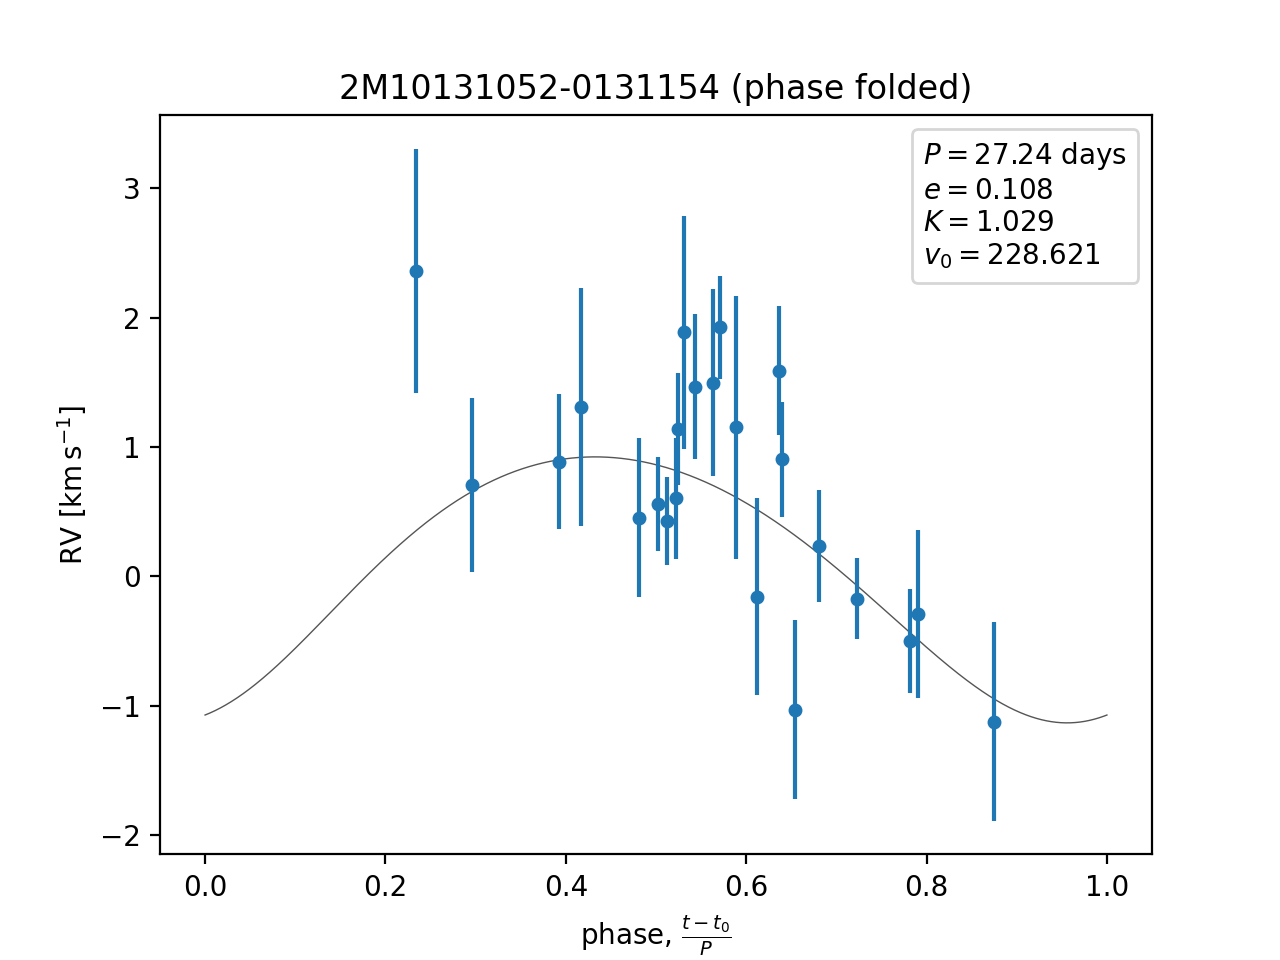 2M10131052-0131154 (phase folded)
P = 27.24 days
e = 0.108
K = 1.029
v₀ = 228.621
RV [km s⁻¹]
3
2
1
0
−1
−2
0.0 0.2 0.4 0.6 0.8 1.0
phase, (t − t₀)/P